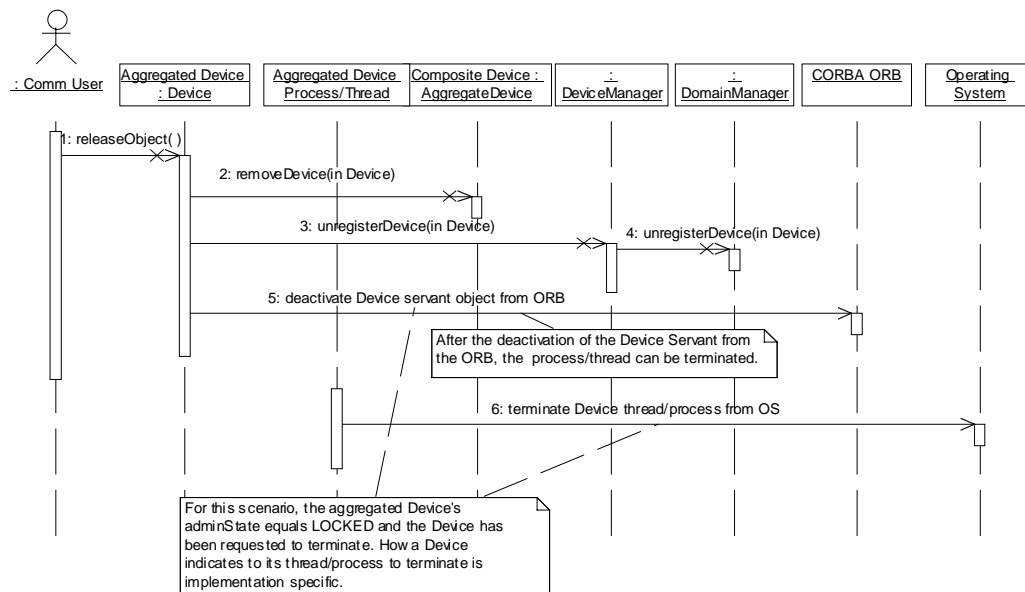 : Comm User
Aggregated Device
: Device
Aggregated Device
Process/Thread
Composite Device :
AggregateDevice
:
DeviceManager
:
DomainManager
CORBA ORB
Operating
System
1: releaseObject( )
2: removeDevice(in Device)
3: unregisterDevice(in Device)
4: unregisterDevice(in Device)
5: deactivate Device servant object from ORB
After the deactivation of the Device Servant from
the ORB, the process/thread can be terminated.
6: terminate Device thread/process from OS
For this scenario, the aggregated Device's
adminState equals LOCKED and the Device has
been requested to terminate. How a Device
indicates to its thread/process to terminate is
implementation specific.